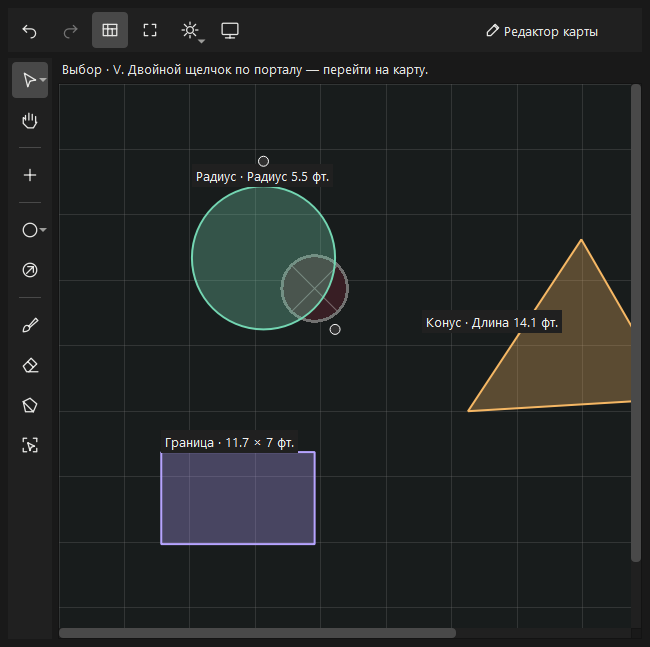 Редактор карты
Выбор · V. Двойной щелчок по порталу — перейти на карту.
Радиус · Радиус 5.5 фт.
Конус · Длина 14.1 фт.
Граница · 11.7 × 7 фт.